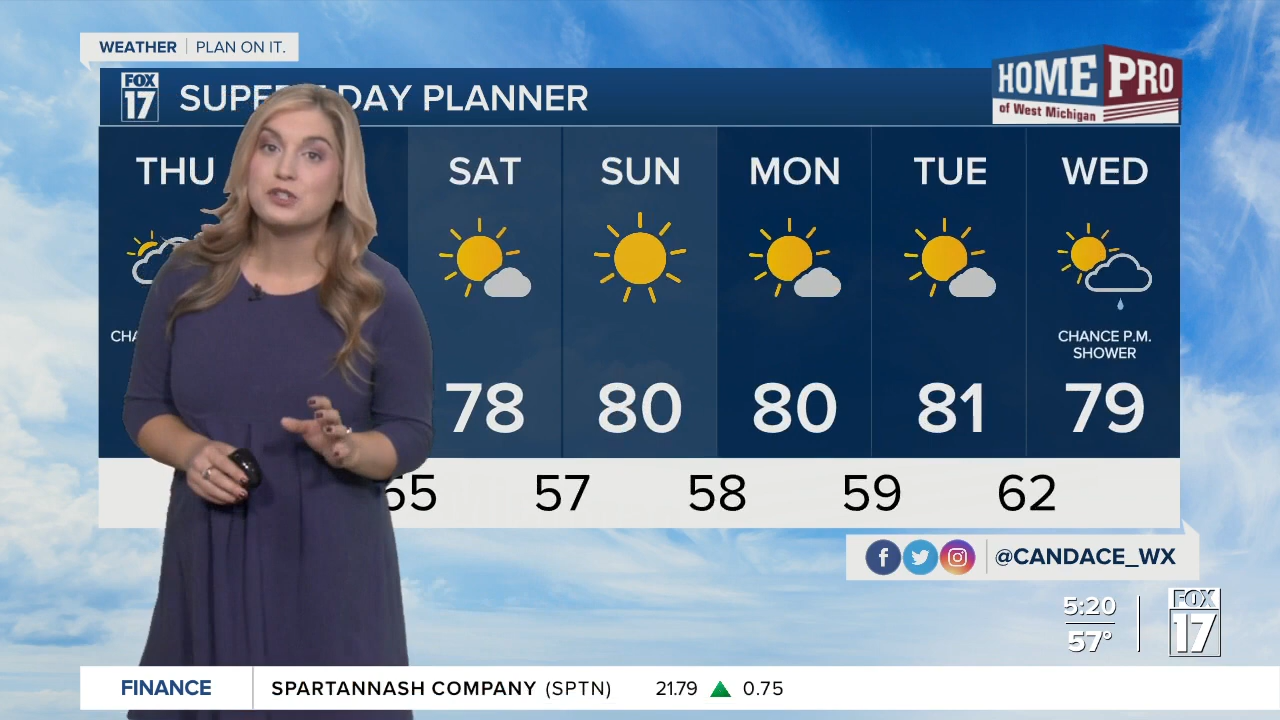 WEATHER | PLAN ON IT.
FOX
17
DAY PLANNER
HOME PRO
of West Michigan
THU SAT SUN MON TUE WED
CHANCE P.M.
SHOWER
78 80 80 81 79
65 57 58 59 62
@CANDACE_WX
5:20
57°
FOX
17
FINANCE SPARTANNASH COMPANY (SPTN) 21.79 0.75